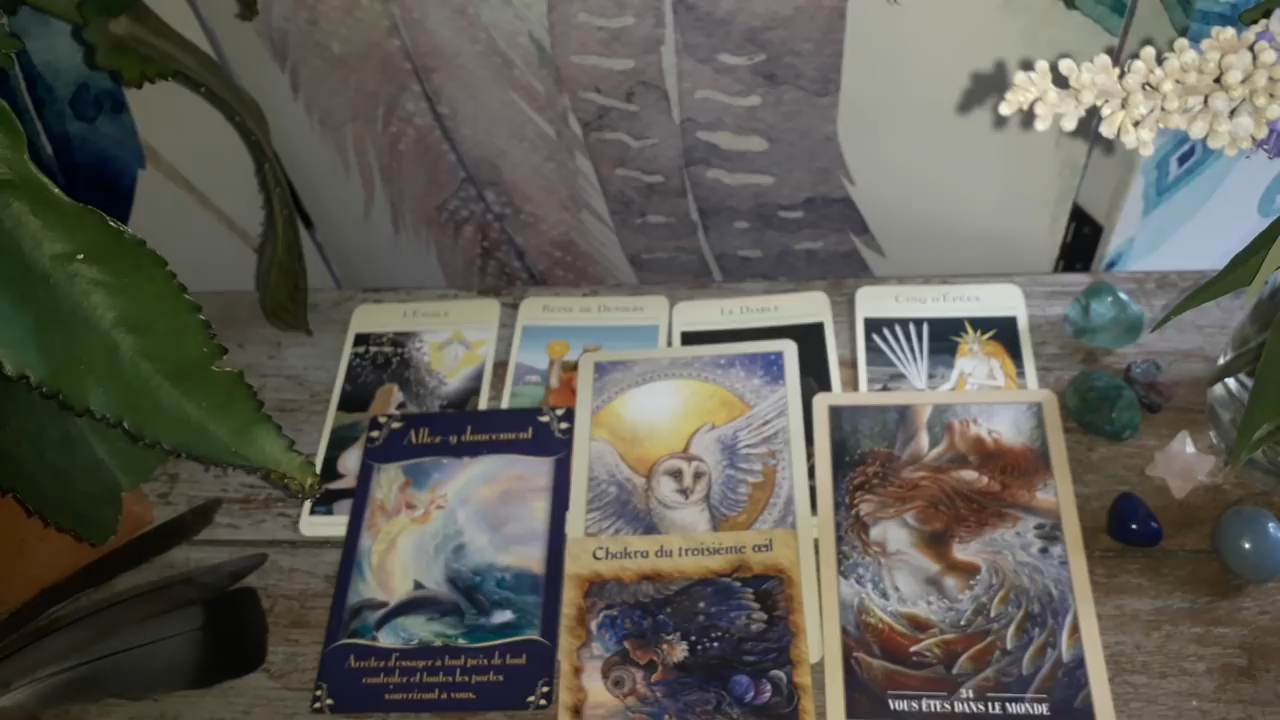 L'Étoile
Reine de Deniers
Le Diable
Cinq d'Épées
Allez-y doucement
Arrêtez d'essayer à tout prix de tout
contrôler et toutes les portes
s'ouvriront à vous.
Chakra du troisième œil
34
VOUS ÊTES DANS LE MONDE